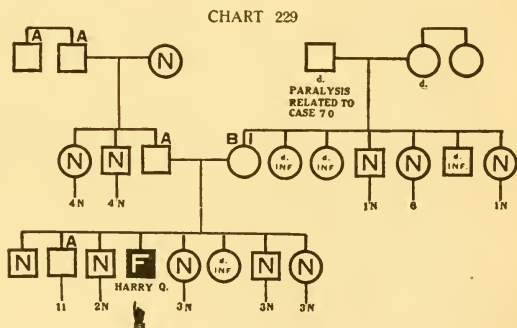 CHART 229
A A
N
d.
PARALYSIS
RELATED TO
CASE 70
d.
N N A B I d. INF. d. INF. N N d. INF. N
4N 4N 1N 6 1N
N A N F N d. INF. N N
HARRY Q.
11 2N 3N 3N 3N